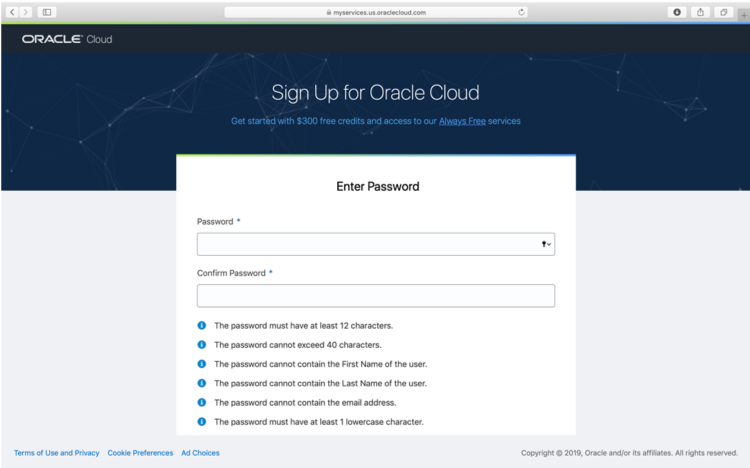 myservices.us.oraclecloud.com
ORACLE Cloud
Sign Up for Oracle Cloud
Get started with $300 free credits and access to our Always Free services
Enter Password
Password *
Confirm Password *
The password must have at least 12 characters.
The password cannot exceed 40 characters.
The password cannot contain the First Name of the user.
The password cannot contain the Last Name of the user.
The password cannot contain the email address.
The password must have at least 1 lowercase character.
Terms of Use and Privacy Cookie Preferences Ad Choices Copyright © 2019, Oracle and/or its affiliates. All rights reserved.